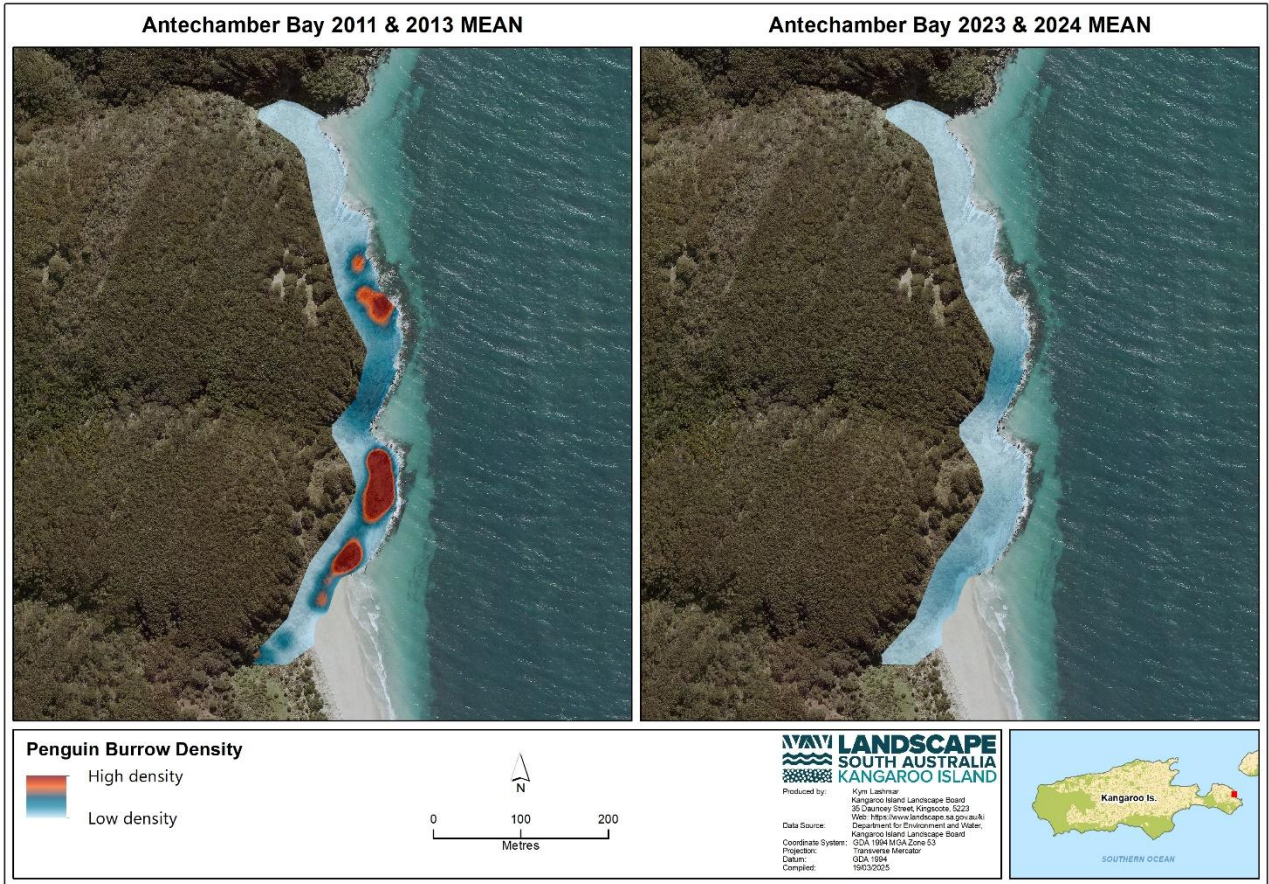 Antechamber Bay 2011 & 2013 MEAN
Antechamber Bay 2023 & 2024 MEAN
Penguin Burrow Density
High density
Low density
N
0 100 200
Metres
LANDSCAPE
SOUTH AUSTRALIA
KANGAROO ISLAND
Produced by: Kym Lashmar
Kangaroo Island Landscape Board
35 Dauncey Street, Kingscote, 5223
Web: https://www.landscape.sa.gov.au/ki
Data Source: Department for Environment and Water,
Kangaroo Island Landscape Board
Coordinate System: GDA 1994 MGA Zone 53
Projection: Transverse Mercator
Datum: GDA 1994
Compiled: 19/03/2025
Kangaroo Is.
SOUTHERN OCEAN